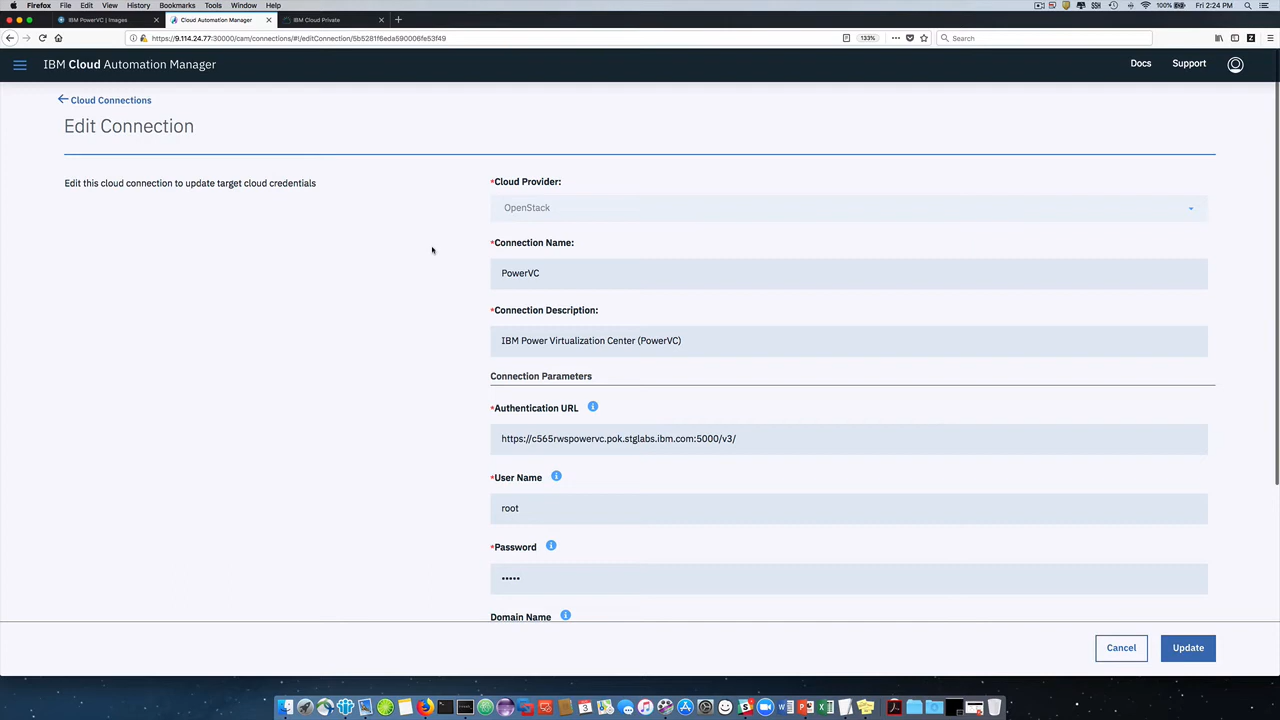 Firefox File Edit View History Bookmarks Tools Window Help
100% Fri 2:24 PM
IBM PowerVC | Images
Cloud Automation Manager
IBM Cloud Private
https://9.114.24.77:30000/cam/connections/#!/editConnection/5b5281f6eda590006fe53f49
133%
Search
IBM Cloud Automation Manager
Docs
Support
Cloud Connections
Edit Connection
Edit this cloud connection to update target cloud credentials
*Cloud Provider:
OpenStack
*Connection Name:
PowerVC
*Connection Description:
IBM Power Virtualization Center (PowerVC)
Connection Parameters
*Authentication URL
https://c565rwspowervc.pok.stglabs.ibm.com:5000/v3/
*User Name
root
*Password
•••••
Domain Name
Cancel
Update